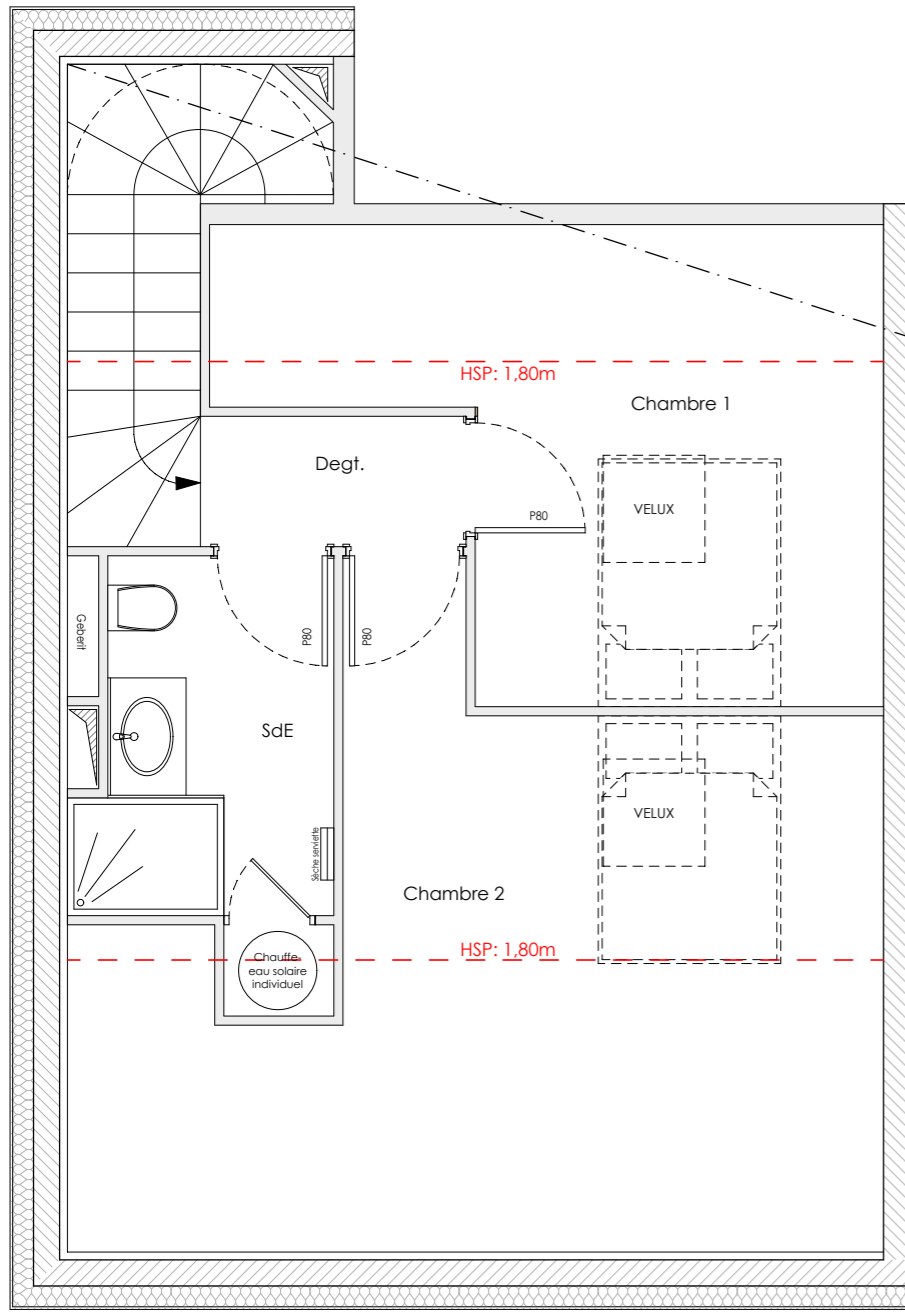 HSP: 1,80m
Chambre 1
Degt.
P80
VELUX
Geberit
P80
P80
SdE
VELUX
Sèche serviette
Chambre 2
HSP: 1,80m
Chauffe-
eau solaire
individuel